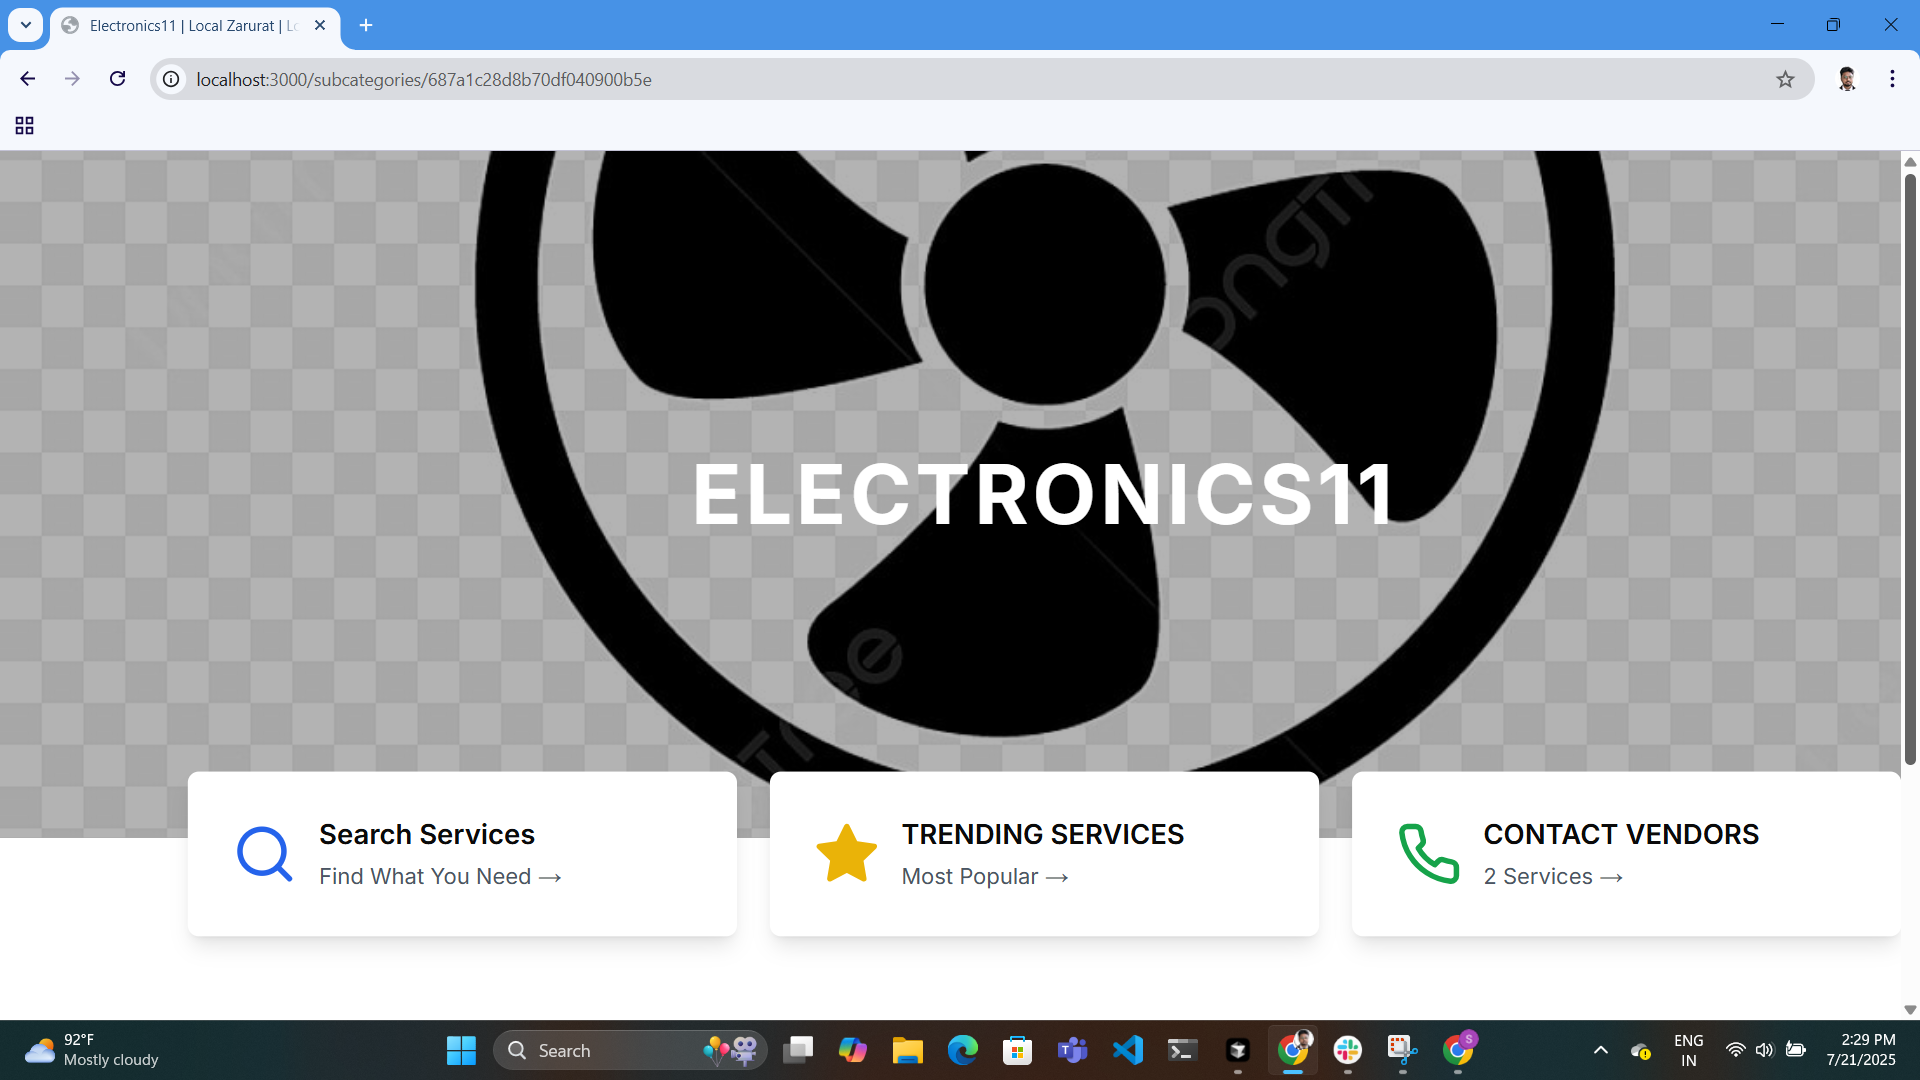 Electronics11 | Local Zarurat | Lo
localhost:3000/subcategories/687a1c28d8b70df040900b5e
ELECTRONICS11
Search Services
Find What You Need →
TRENDING SERVICES
Most Popular →
CONTACT VENDORS
2 Services →
92°F
Mostly cloudy
Search
S
ENG
IN
2:29 PM
7/21/2025